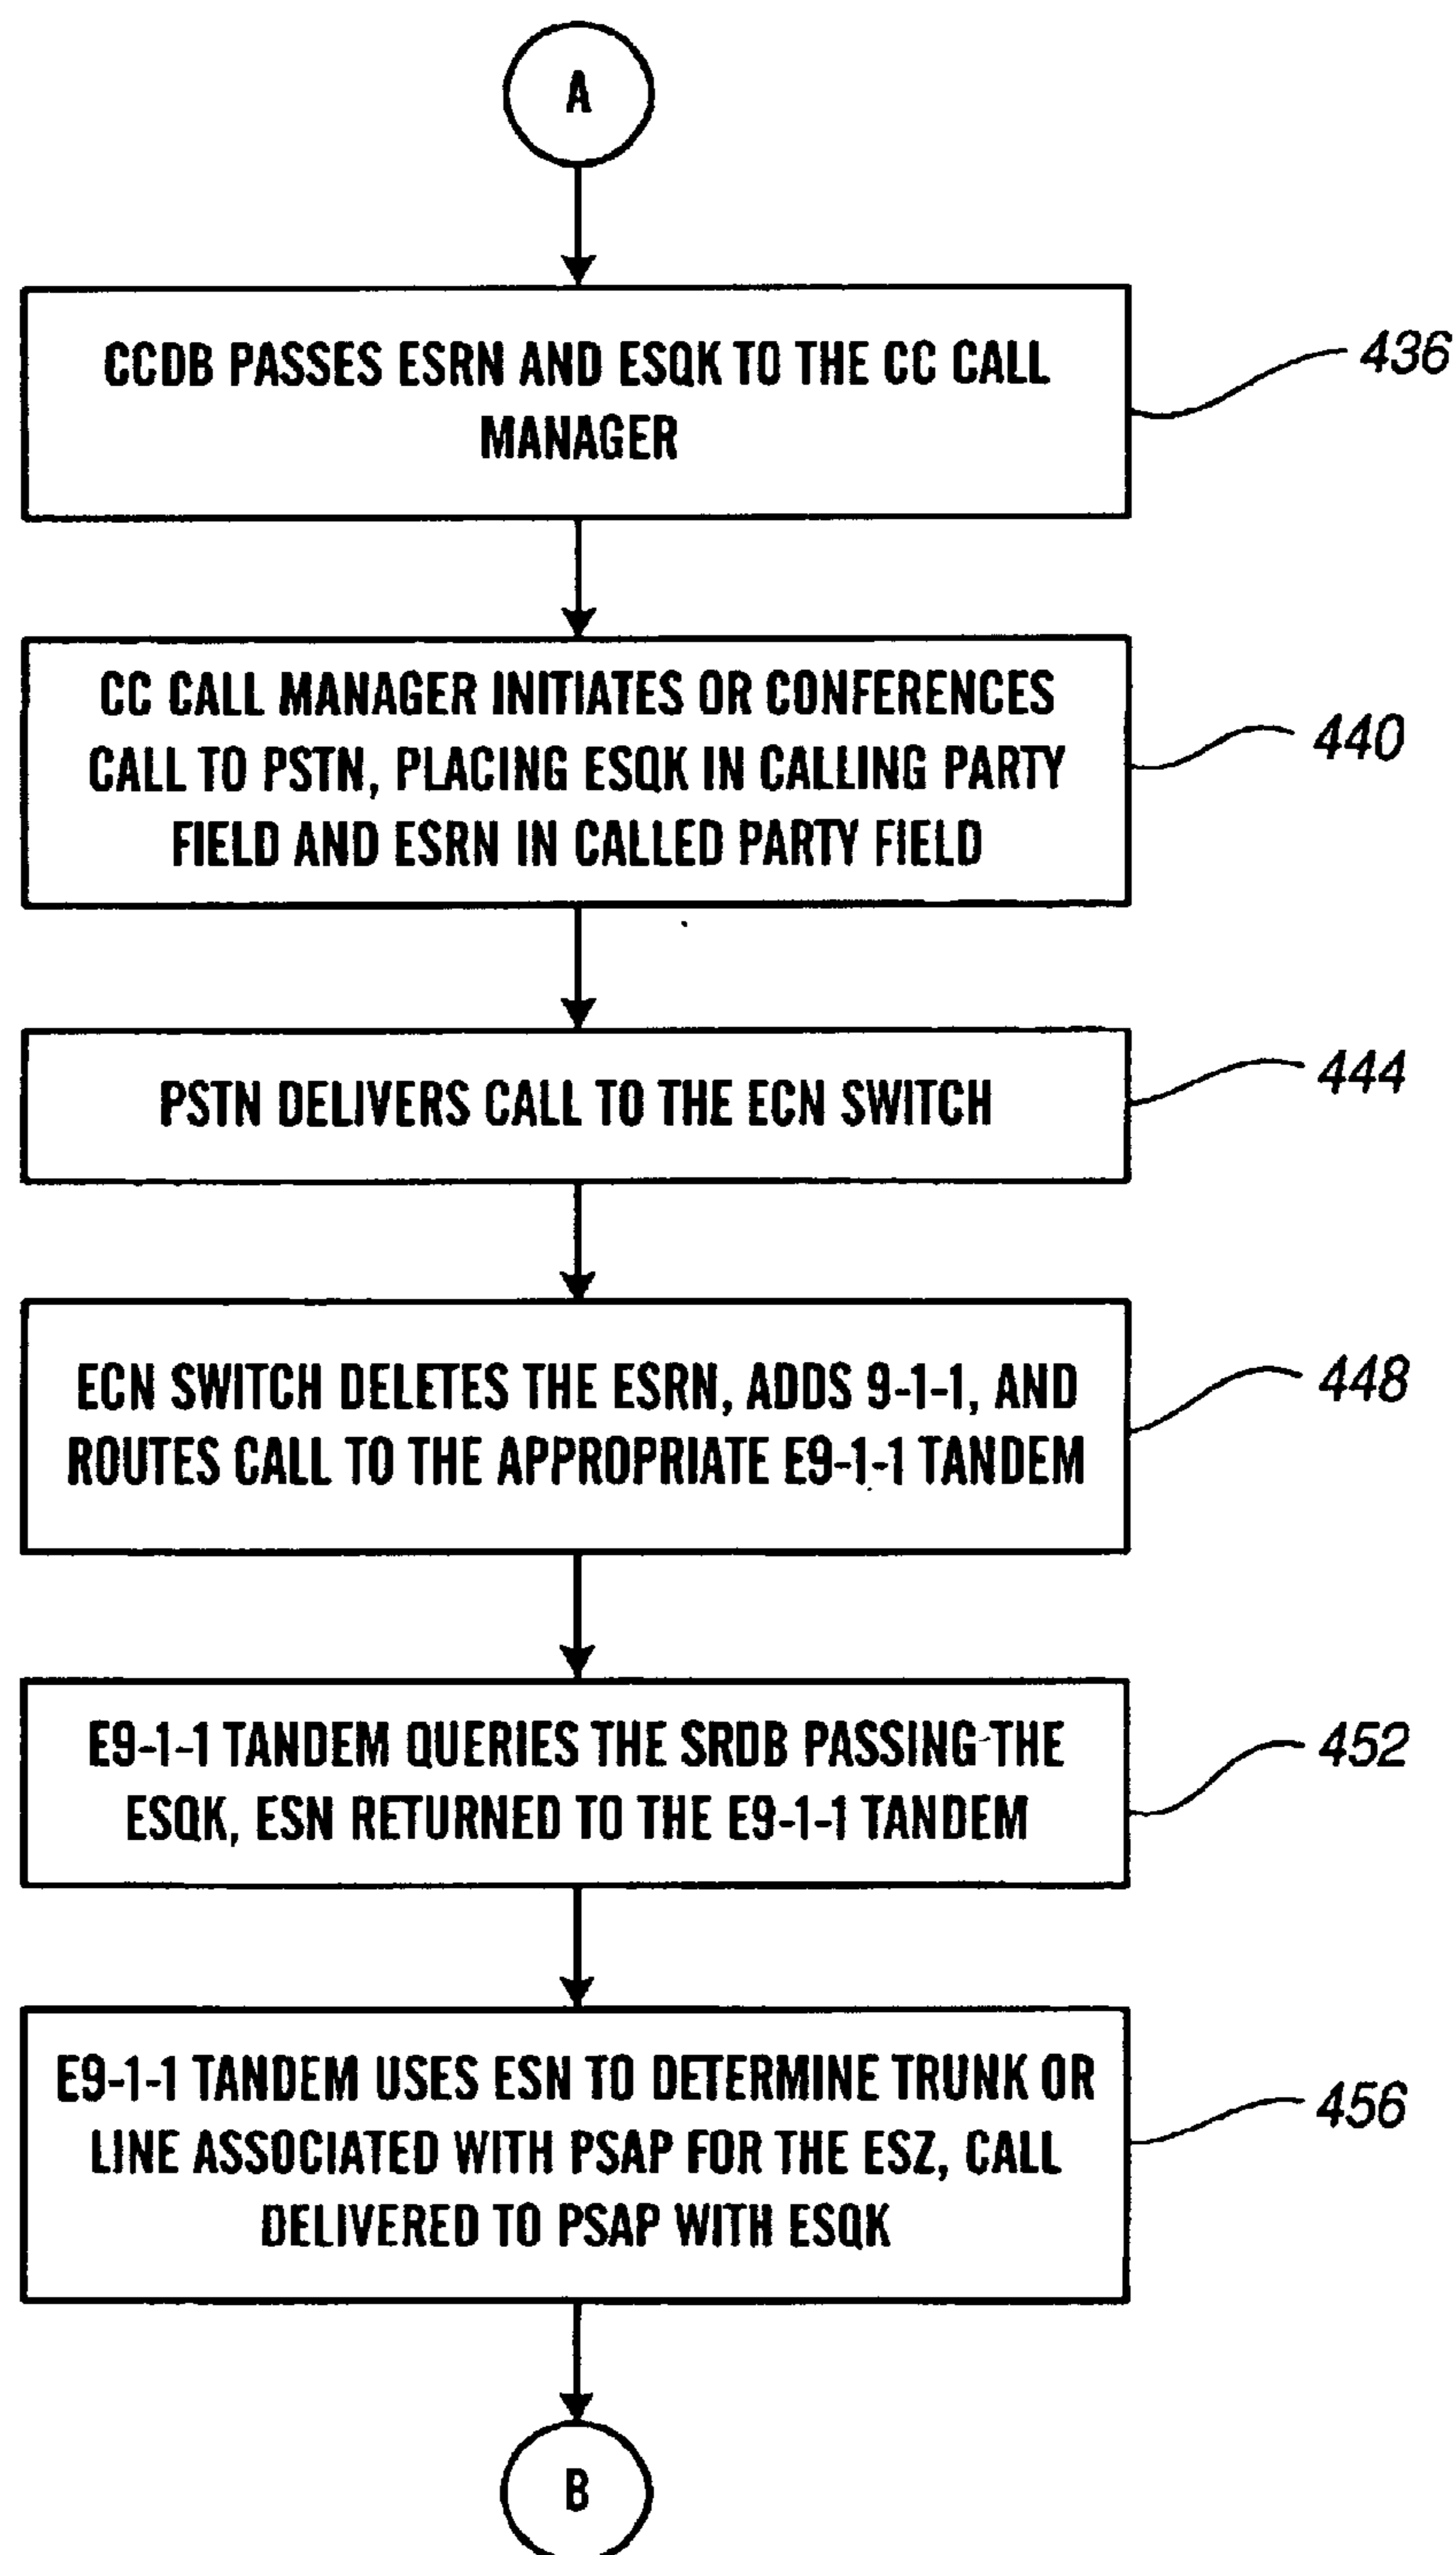 A
CCDB PASSES ESRN AND ESQK TO THE CC CALL
MANAGER
436
CC CALL MANAGER INITIATES OR CONFERENCES
CALL TO PSTN, PLACING ESQK IN CALLING PARTY
FIELD AND ESRN IN CALLED PARTY FIELD
440
PSTN DELIVERS CALL TO THE ECN SWITCH
444
ECN SWITCH DELETES THE ESRN, ADDS 9-1-1, AND
ROUTES CALL TO THE APPROPRIATE E9-1-1 TANDEM
448
E9-1-1 TANDEM QUERIES THE SRDB PASSING THE
ESQK, ESN RETURNED TO THE E9-1-1 TANDEM
452
E9-1-1 TANDEM USES ESN TO DETERMINE TRUNK OR
LINE ASSOCIATED WITH PSAP FOR THE ESZ, CALL
DELIVERED TO PSAP WITH ESQK
456
B